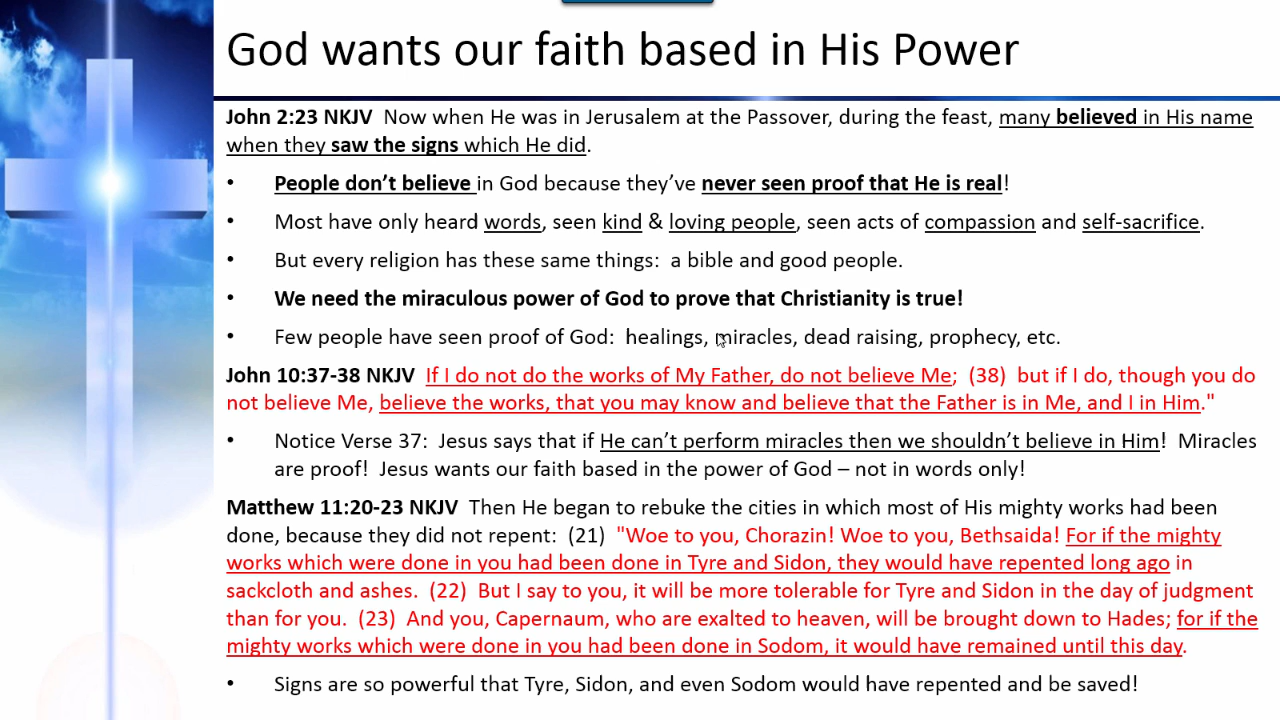 God wants our faith based in His Power
John 2:23 NKJV  Now when He was in Jerusalem at the Passover, during the feast, many believed in His name
when they saw the signs which He did.
• People don’t believe in God because they’ve never seen proof that He is real!
• Most have only heard words, seen kind & loving people, seen acts of compassion and self-sacrifice.
• But every religion has these same things:  a bible and good people.
• We need the miraculous power of God to prove that Christianity is true!
• Few people have seen proof of God:  healings, miracles, dead raising, prophecy, etc.
John 10:37-38 NKJV  If I do not do the works of My Father, do not believe Me;  (38)  but if I do, though you do
not believe Me, believe the works, that you may know and believe that the Father is in Me, and I in Him."
• Notice Verse 37:  Jesus says that if He can’t perform miracles then we shouldn’t believe in Him!  Miracles
are proof!  Jesus wants our faith based in the power of God – not in words only!
Matthew 11:20-23 NKJV  Then He began to rebuke the cities in which most of His mighty works had been
done, because they did not repent:  (21)  "Woe to you, Chorazin! Woe to you, Bethsaida! For if the mighty
works which were done in you had been done in Tyre and Sidon, they would have repented long ago in
sackcloth and ashes.  (22)  But I say to you, it will be more tolerable for Tyre and Sidon in the day of judgment
than for you.  (23)  And you, Capernaum, who are exalted to heaven, will be brought down to Hades; for if the
mighty works which were done in you had been done in Sodom, it would have remained until this day.
• Signs are so powerful that Tyre, Sidon, and even Sodom would have repented and be saved!